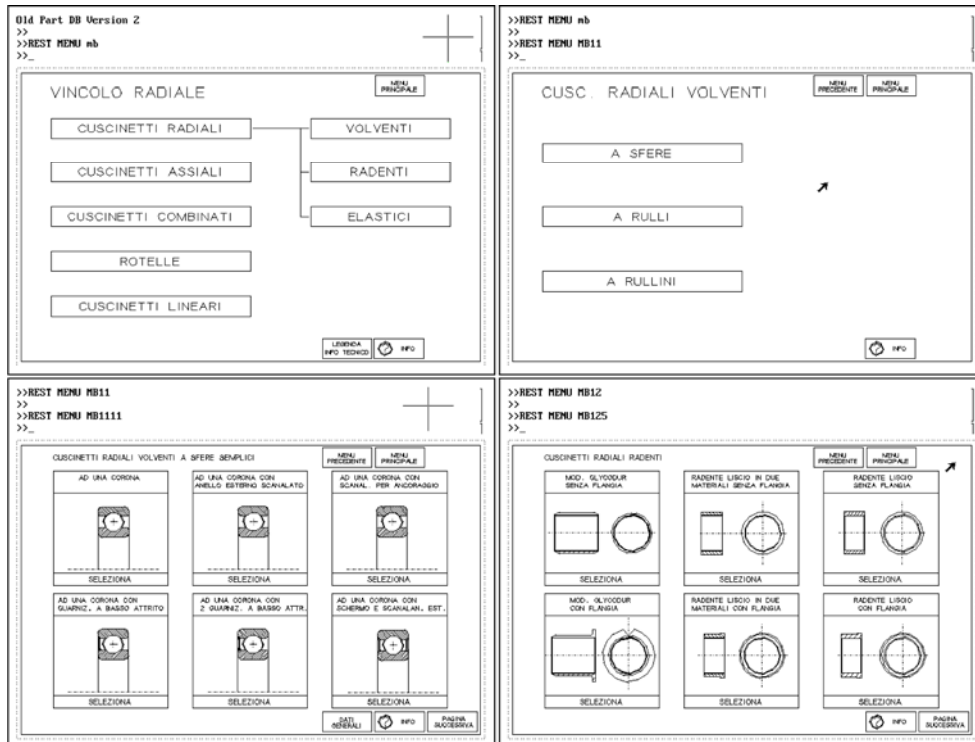 Old Part DB Version 2
>>
>>REST MENU mb
>>_
VINCOLO RADIALE
MENU
PRINCIPALE
CUSCINETTI RADIALI
VOLVENTI
CUSCINETTI ASSIALI
RADENTI
CUSCINETTI COMBINATI
ELASTICI
ROTELLE
CUSCINETTI LINEARI
LEGENDA
INFO TECNICO
INFO
>>REST MENU mb
>>
>>REST MENU MB11
>>_
CUSC. RADIALI VOLVENTI
MENU
PRECEDENTE
MENU
PRINCIPALE
A SFERE
A RULLI
A RULLINI
INFO
>>REST MENU MB11
>>
>>REST MENU MB1111
>>_
CUSCINETTI RADIALI VOLVENTI A SFERE SEMPLICI
MENU
PRECEDENTE
MENU
PRINCIPALE
AD UNA CORONA
AD UNA CORONA CON
ANELLO ESTERNO SCANALATO
AD UNA CORONA CON
SCANAL. PER ANCORAGGIO
SELEZIONA
SELEZIONA
SELEZIONA
AD UNA CORONA CON
GUARNIZ. A BASSO ATTRITO
AD UNA CORONA CON
2 GUARNIZ. A BASSO ATTR.
AD UNA CORONA CON
SCHERMO E SCANALAN. EST.
SELEZIONA
SELEZIONA
SELEZIONA
DATI
GENERALI
INFO
PAGINA
SUCCESSIVA
>>REST MENU MB12
>>
>>REST MENU MB125
>>_
CUSCINETTI RADIALI RADENTI
MENU
PRECEDENTE
MENU
PRINCIPALE
MOD. GLYCODUR
SENZA FLANGIA
RADENTE LISCIO IN DUE
MATERIALI SENZA FLANGIA
RADENTE LISCIO
SENZA FLANGIA
SELEZIONA
SELEZIONA
SELEZIONA
MOD. GLYCODUR
CON FLANGIA
RADENTE LISCIO IN DUE
MATERIALI CON FLANGIA
RADENTE LISCIO
CON FLANGIA
SELEZIONA
SELEZIONA
SELEZIONA
INFO
PAGINA
SUCCESSIVA